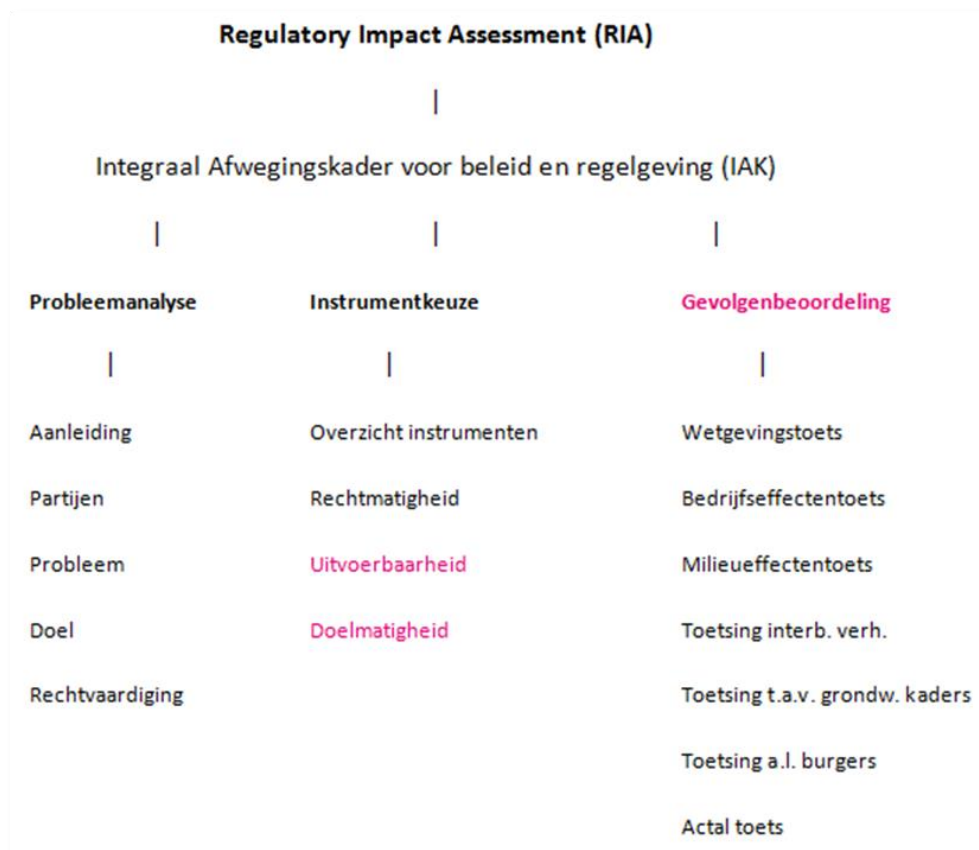 Regulatory Impact Assessment (RIA)
|
Integraal Afwegingskader voor beleid en regelgeving (IAK)
| | |
Probleemanalyse Instrumentkeuze Gevolgenbeoordeling
| | |
Aanleiding Overzicht instrumenten Wetgevingstoets
Partijen Rechtmatigheid Bedrijfseffectentoets
Probleem Uitvoerbaarheid Milieueffectentoets
Doel Doelmatigheid Toetsing interb. verh.
Rechtvaardiging Toetsing t.a.v. grondw. kaders
Toetsing a.l. burgers
Actal toets